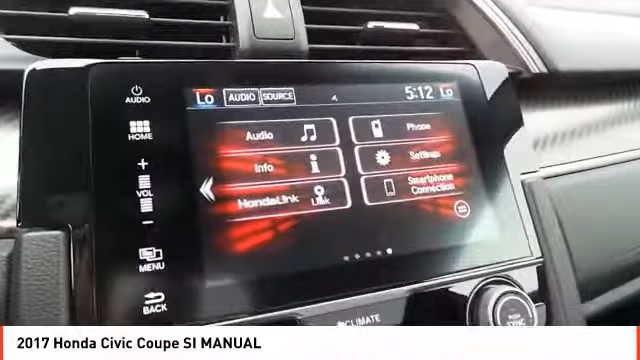 AUDIO
HOME
VOL
MENU
BACK
Lo AUDIO SOURCE 5:12 Lo
Audio
Phone
Info
Settings
HondaLink
Link
Smartphone
Connection
CLIMATE
SYNC
2017 Honda Civic Coupe SI MANUAL